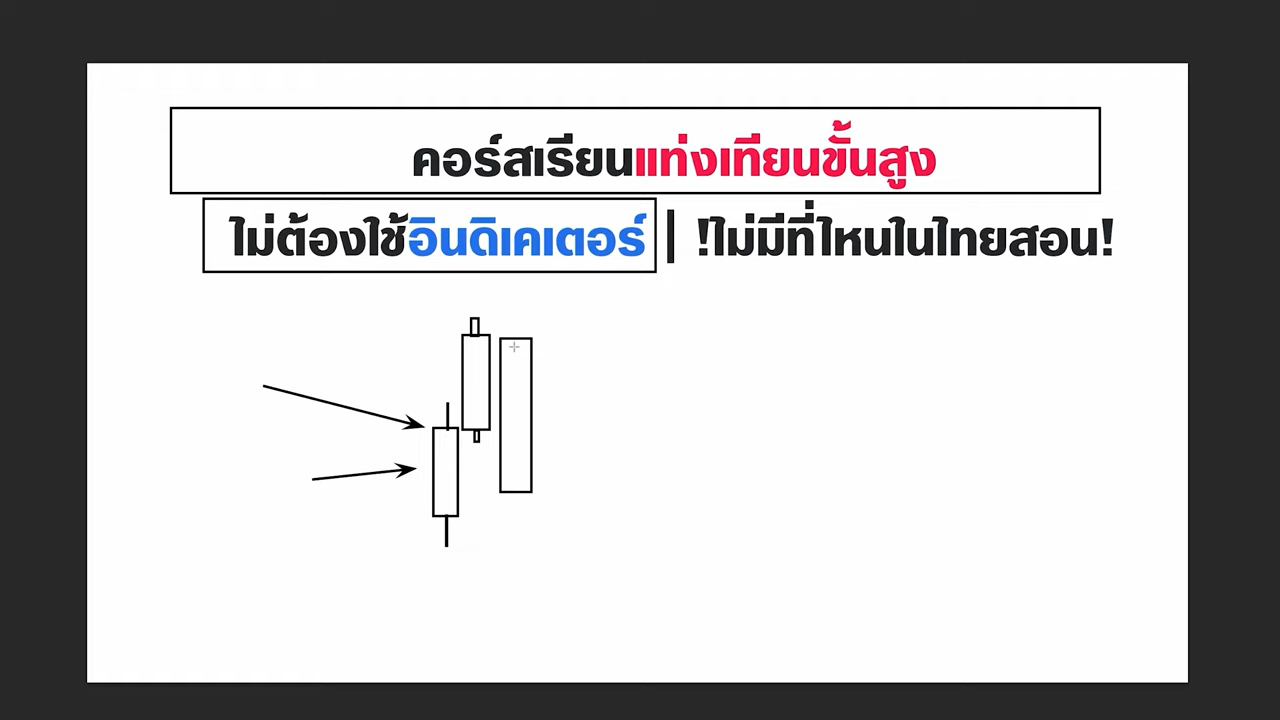 คอร์สเรียนแท่งเทียนขั้นสูง
ไม่ต้องใช้อินดิเคเตอร์ | !ไม่มีที่ไหนในไทยสอน!